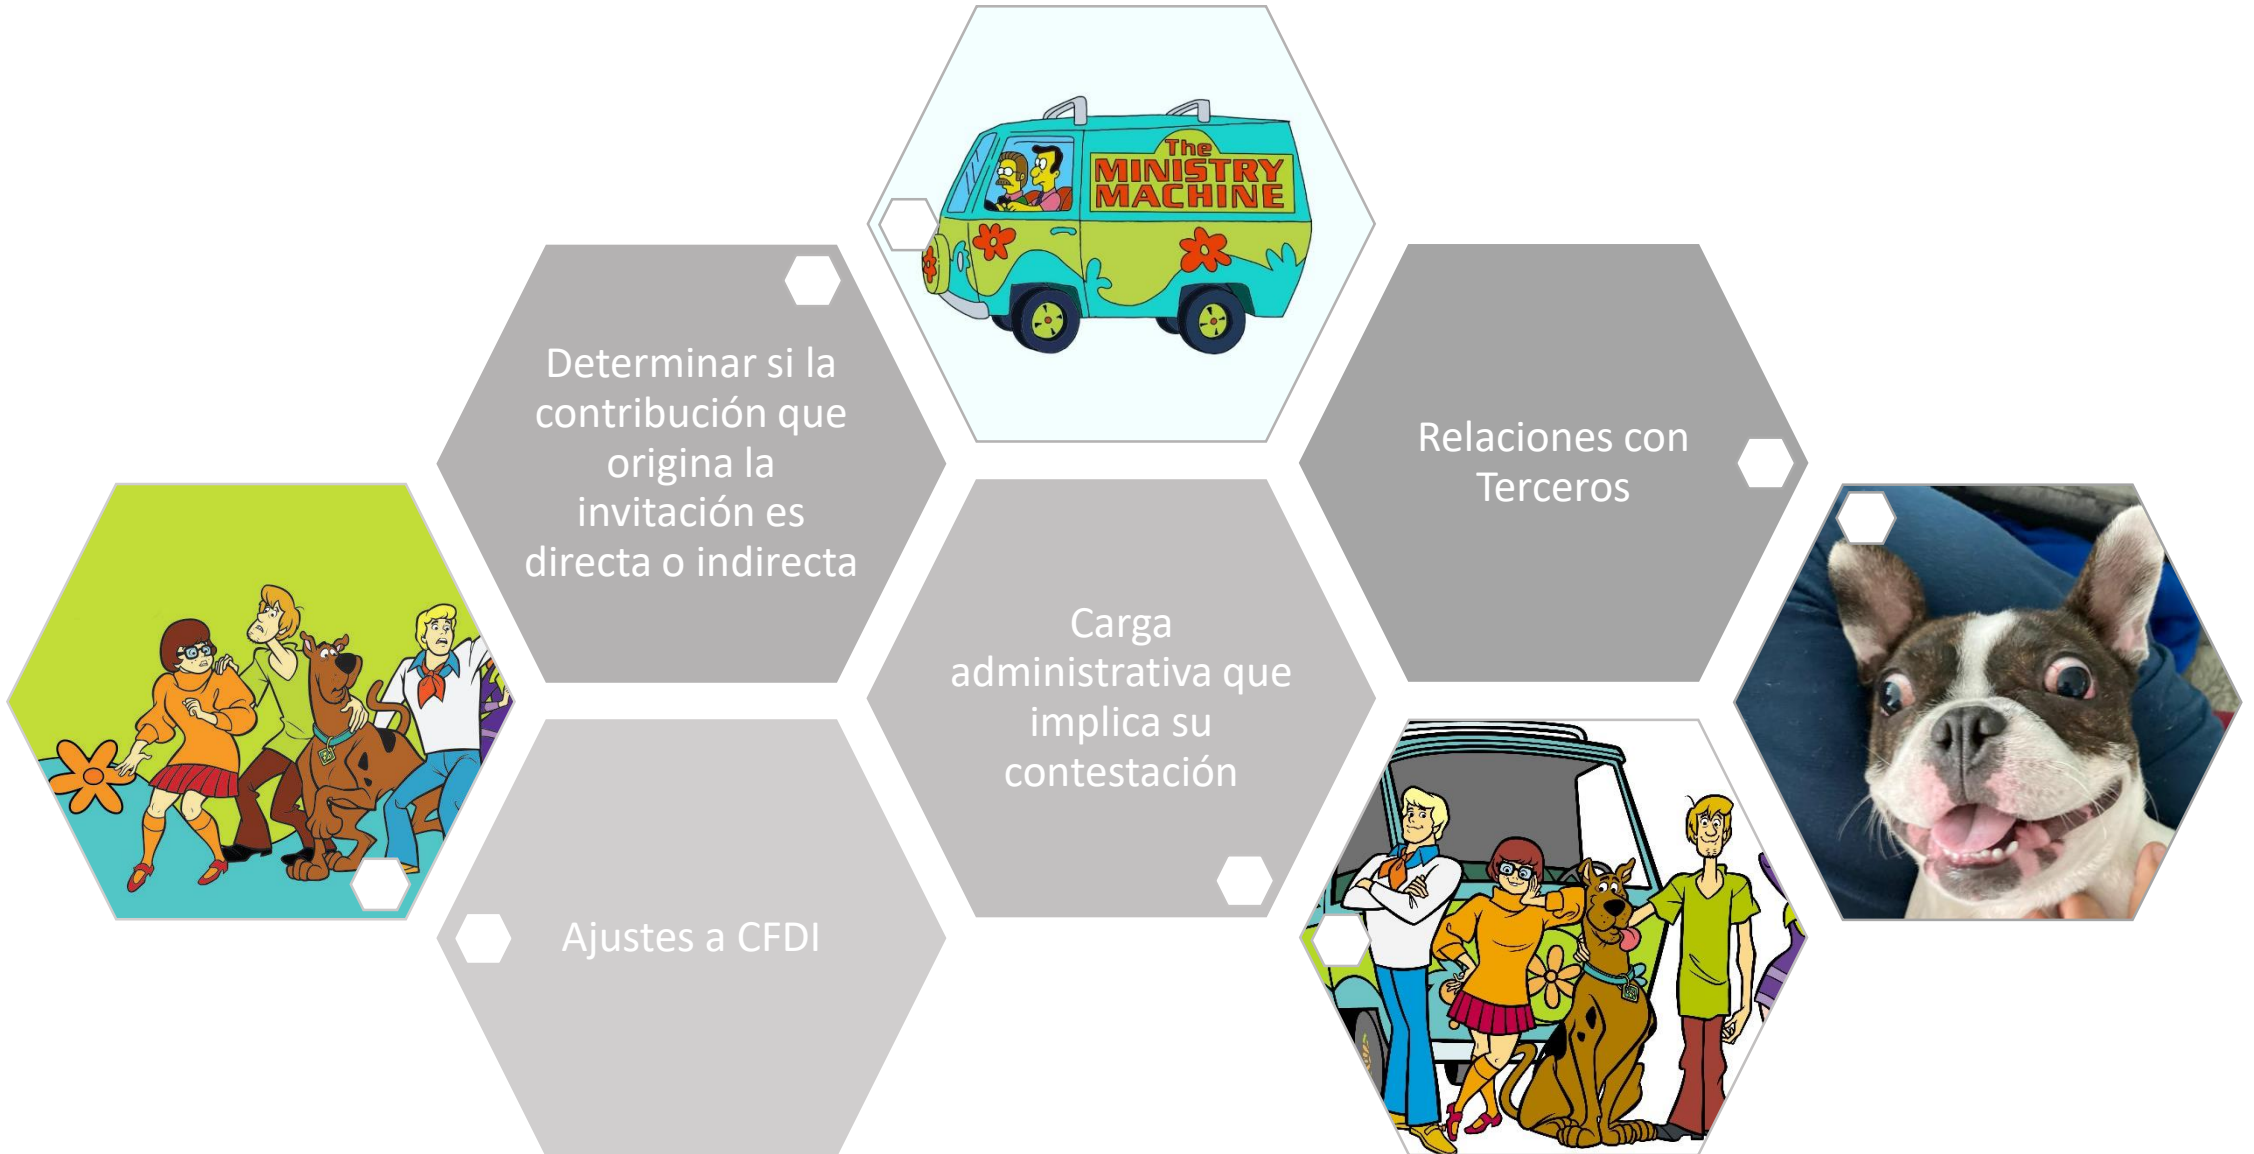 The
MINISTRY
MACHINE
Determinar si la
contribución que
origina la
invitación es
directa o indirecta
Relaciones con
Terceros
Carga
administrativa que
implica su
contestación
Ajustes a CFDI